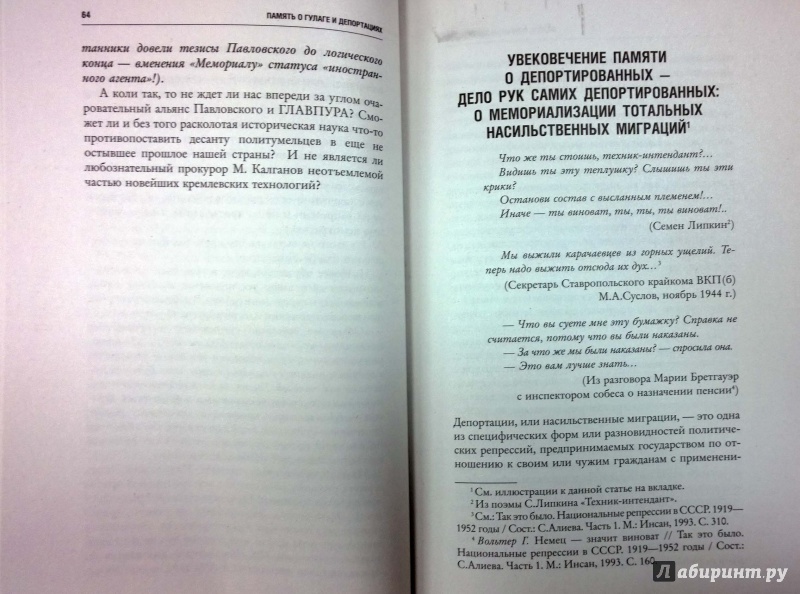 64
ПАМЯТЬ О ГУЛАГЕ И ДЕПОРТАЦИЯХ
танники довели тезисы Павловского до логического
конца — вменения «Мемориалу» статуса «иностран-
ного агента»!).
А коли так, то не ждет ли нас впереди за углом оча-
ровательный альянс Павловского и ГЛАВПУРА? Смо-
жет ли и без того расколотая историческая наука что-то
противопоставить десанту политумельцев в еще не
остывшее прошлое нашей страны? И не является ли
любознательный прокурор М. Калганов неотъемлемой
частью новейших кремлевских технологий?
УВЕКОВЕЧЕНИЕ ПАМЯТИ
О ДЕПОРТИРОВАННЫХ —
ДЕЛО РУК САМИХ ДЕПОРТИРОВАННЫХ:
О МЕМОРИАЛИЗАЦИИ ТОТАЛЬНЫХ
НАСИЛЬСТВЕННЫХ МИГРАЦИЙ¹
Что же ты стоишь, техник-интендант?...
Видишь ты эту теплушку? Слышишь ты эти
крики?
Останови состав с высланным племенем!...
Иначе — ты виноват, ты, ты, ты виноват!..
(Семен Липкин²)
Мы выжили карачаевцев из горных ущелий. Те-
перь надо выжить отсюда их дух...³
(Секретарь Ставропольского крайкома ВКП(б)
М.А.Суслов, ноябрь 1944 г.)
— Что вы суете мне эту бумажку? Справка не
считается, потому что вы были наказаны.
— За что же мы были наказаны? — спросила она.
— Это вам лучше знать...
(Из разговора Марии Бретгауэр
с инспектором собеса о назначении пенсии⁴)
Депортации, или насильственные миграции, — это одна
из специфических форм или разновидностей политиче-
ских репрессий, предпринимаемых государством по от-
ношению к своим или чужим гражданам с применени-
¹ См. иллюстрации к данной статье на вкладке.
² Из поэмы С.Липкина «Техник-интендант».
³ См.: Так это было. Национальные репрессии в СССР. 1919—
1952 годы / Сост.: С.Алиева. Часть 1. М.: Инсан, 1993. С. 310.
⁴ Вольтер Г. Немец — значит виноват // Так это было.
Национальные репрессии в СССР. 1919—1952 годы / Сост.:
С.Алиева. Часть 1. М.: Инсан, 1993. С. 160.
Лабиринт.ру